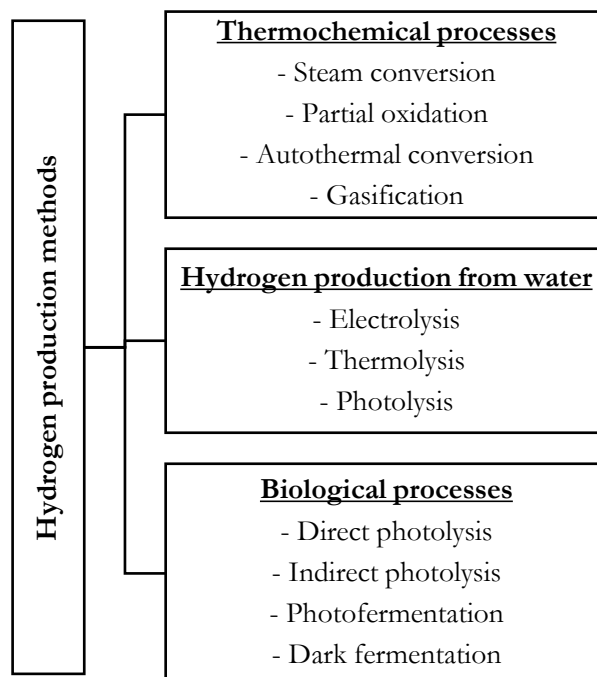 Hydrogen production methods
Thermochemical processes
- Steam conversion
- Partial oxidation
- Autothermal conversion
- Gasification
Hydrogen production from water
- Electrolysis
- Thermolysis
- Photolysis
Biological processes
- Direct photolysis
- Indirect photolysis
- Photofermentation
- Dark fermentation